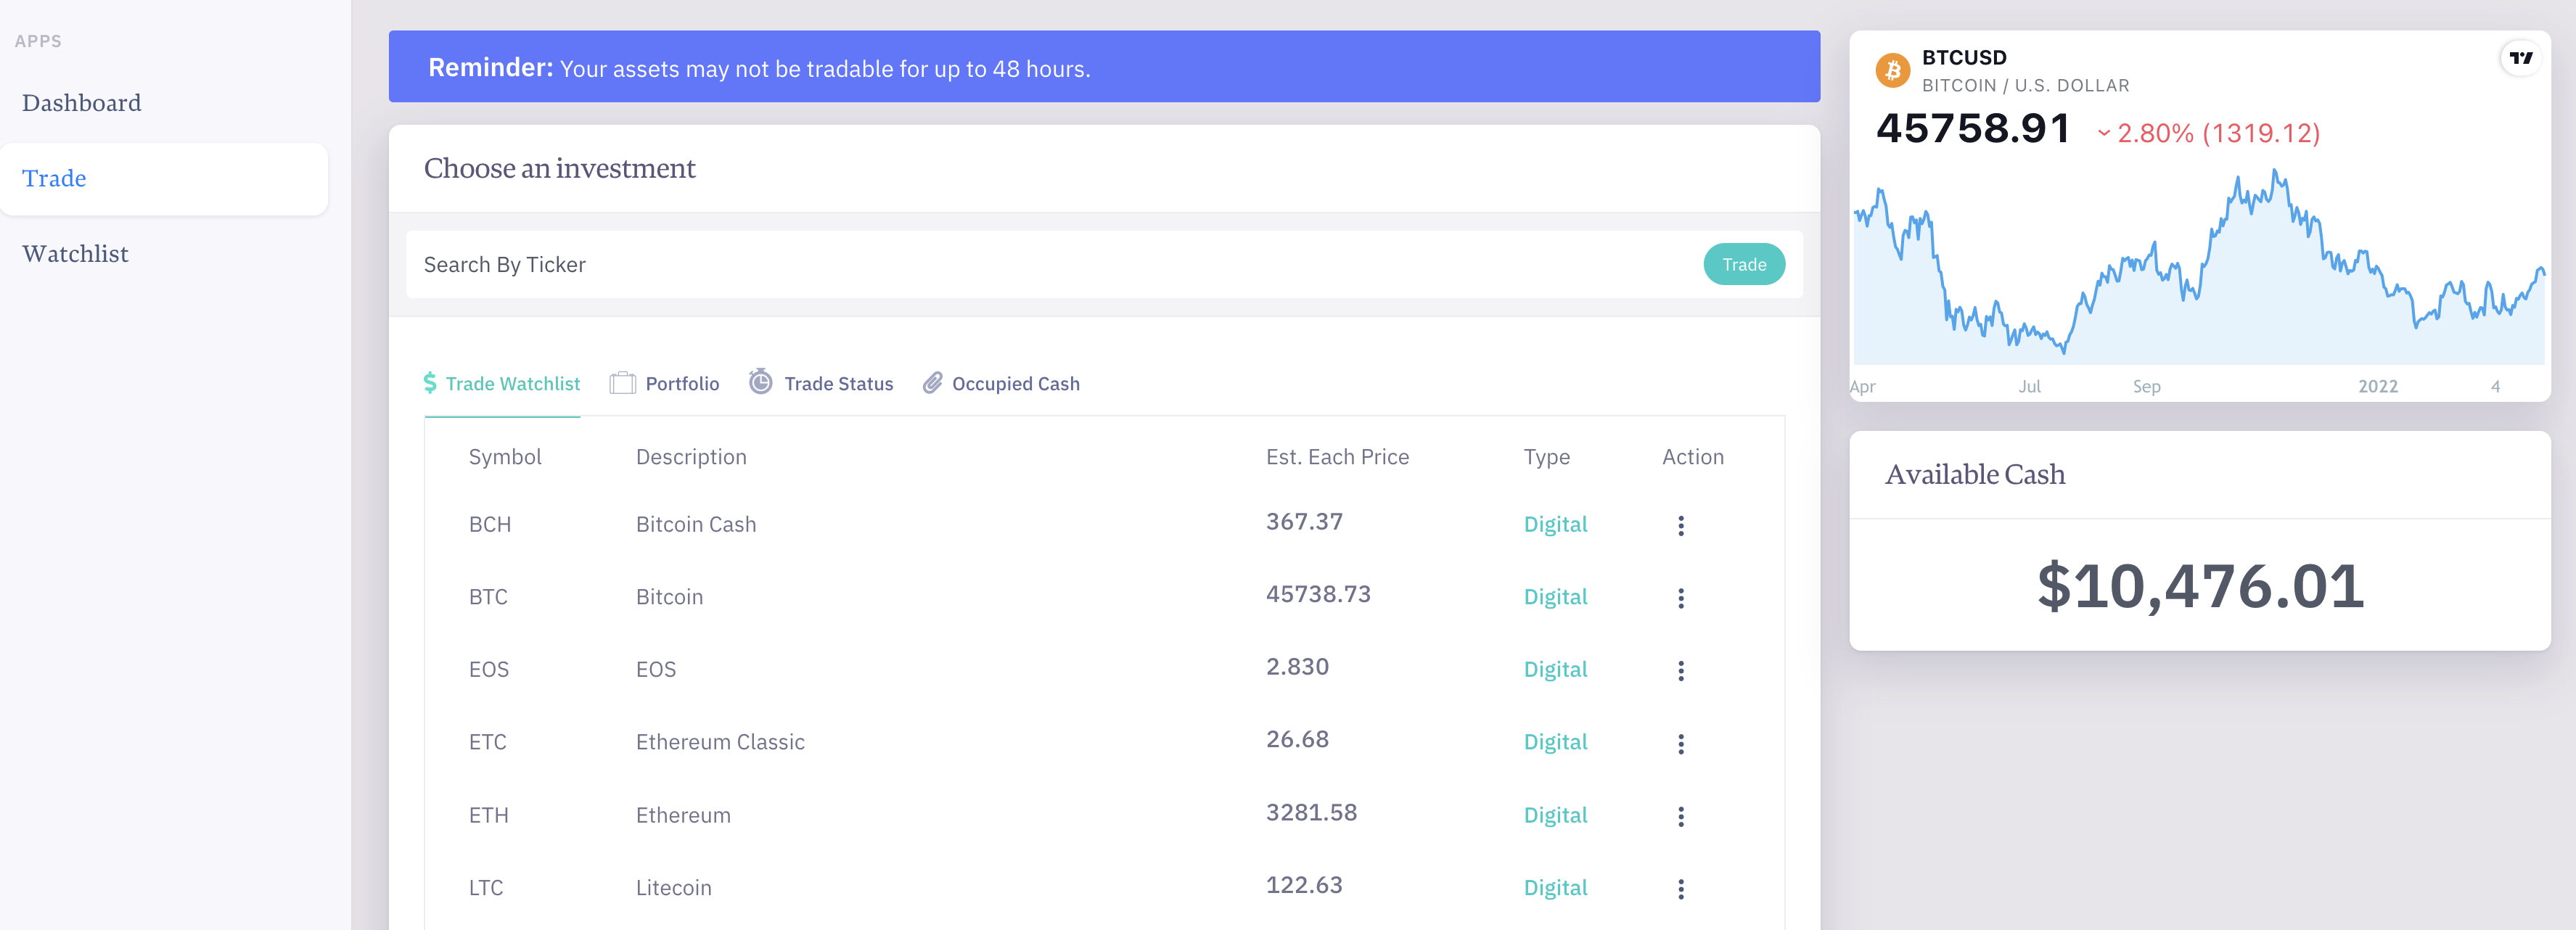 APPS
Dashboard
Trade
Watchlist
Reminder: Your assets may not be tradable for up to 48 hours.
Choose an investment
Search By Ticker
Trade
Trade Watchlist Portfolio Trade Status Occupied Cash
Symbol Description Est. Each Price Type Action
BCH Bitcoin Cash 367.37 Digital
BTC Bitcoin 45738.73 Digital
EOS EOS 2.830 Digital
ETC Ethereum Classic 26.68 Digital
ETH Ethereum 3281.58 Digital
LTC Litecoin 122.63 Digital
BTCUSD
BITCOIN / U.S. DOLLAR
45758.91 2.80% (1319.12)
Apr Jul Sep 2022 4
Available Cash
$10,476.01